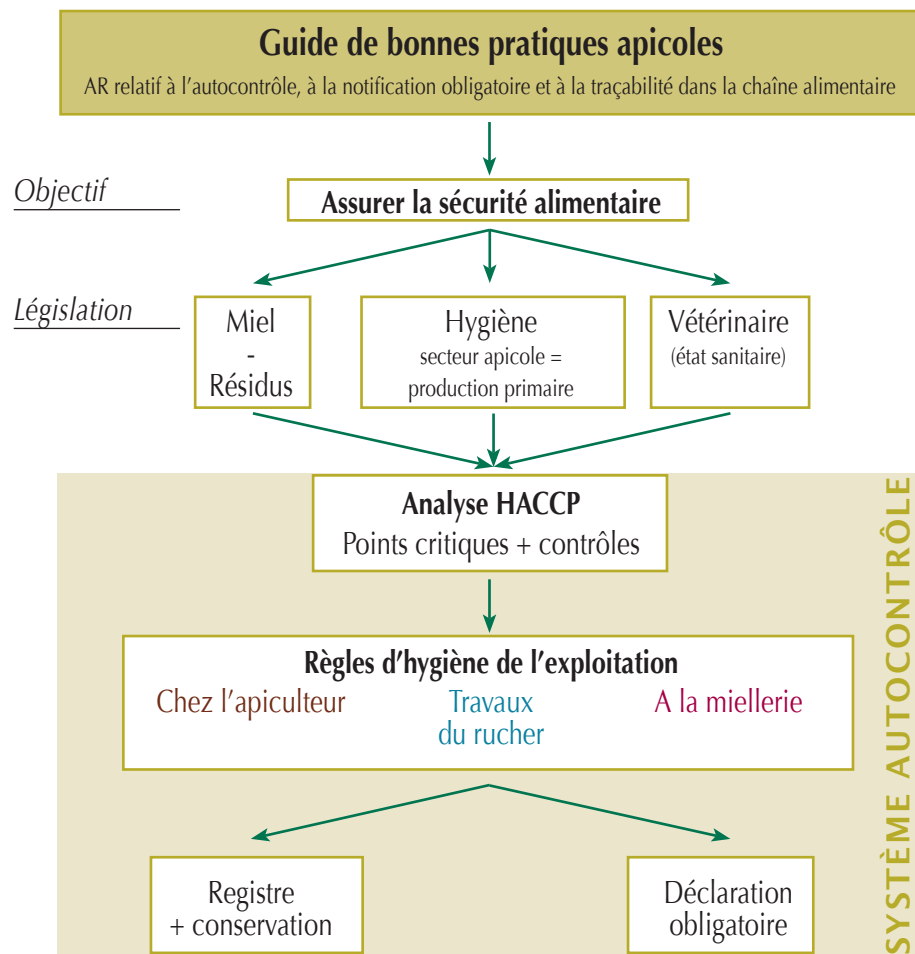 Guide de bonnes pratiques apicoles
AR relatif à l'autocontrôle, à la notification obligatoire et à la traçabilité dans la chaîne alimentaire
Objectif
Assurer la sécurité alimentaire
Législation
Miel
-
Résidus
Hygiène
secteur apicole =
production primaire
Vétérinaire
(état sanitaire)
Analyse HACCP
Points critiques + contrôles
Règles d'hygiène de l'exploitation
Chez l'apiculteur
Travaux
du rucher
A la miellerie
Registre
+ conservation
Déclaration
obligatoire
SYSTÈME AUTOCONTRÔLE